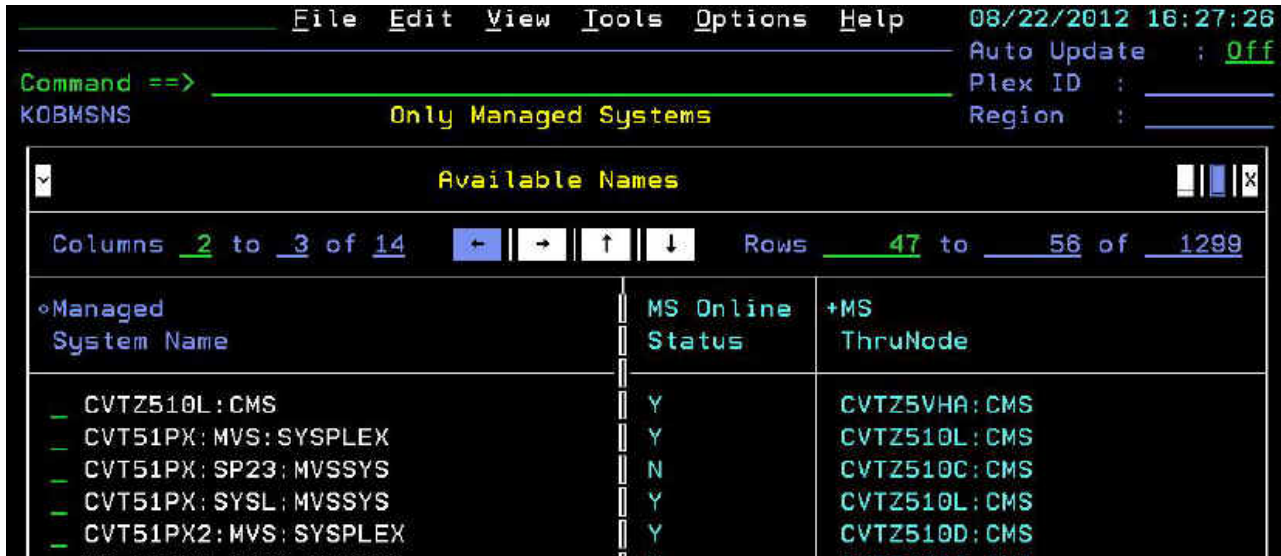 File Edit View Tools Options Help 08/22/2012 16:27:26
Auto Update : Off
Command ==> Plex ID :
KOBMSNS Only Managed Systems Region :
Available Names _ X
Columns 2 to 3 of 14 ← → ↑ ↓ Rows 47 to 56 of 1299
◇Managed MS Online +MS
System Name Status ThruNode
_ CVTZ510L:CMS Y CVTZ5VHA:CMS
_ CVT51PX:MVS:SYSPLEX Y CVTZ510L:CMS
_ CVT51PX:SP23:MVSSYS N CVTZ510C:CMS
_ CVT51PX:SYSL:MVSSYS Y CVTZ510L:CMS
_ CVT51PX2:MVS:SYSPLEX Y CVTZ510D:CMS